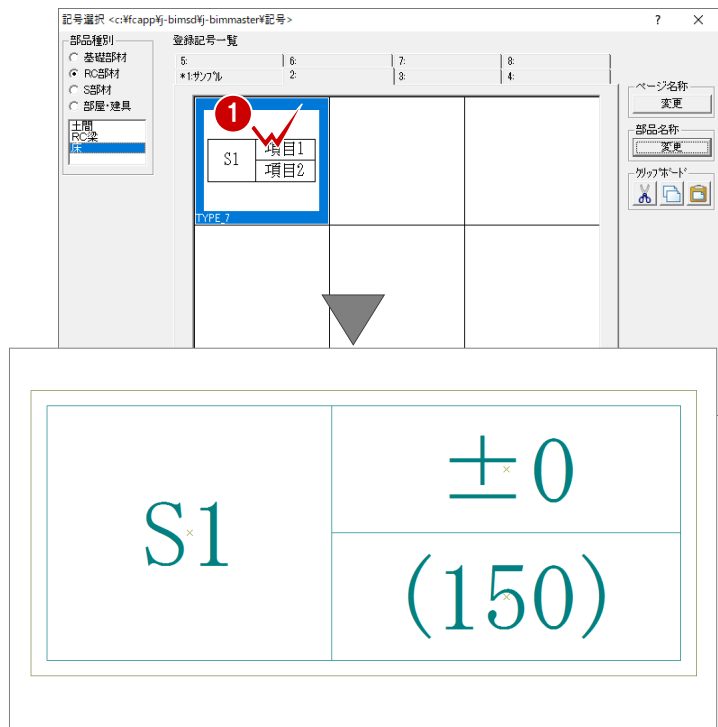 記号選択 <c:¥fcapp¥j-bimsd¥j-bimmaster¥記号>
? ×
部品種別
基礎部材
RC部材
S部材
部屋・建具
土間
RC梁
床
登録記号一覧
5: 6: 7: 8:
*1:ｻﾝﾌﾟﾙ 2: 3: 4:
1
S1
項目1
項目2
TYPE_7
ページ名称
変更
部品名称
変更
ｸﾘｯﾌﾟﾎﾞｰﾄﾞ
S1
±0
(150)